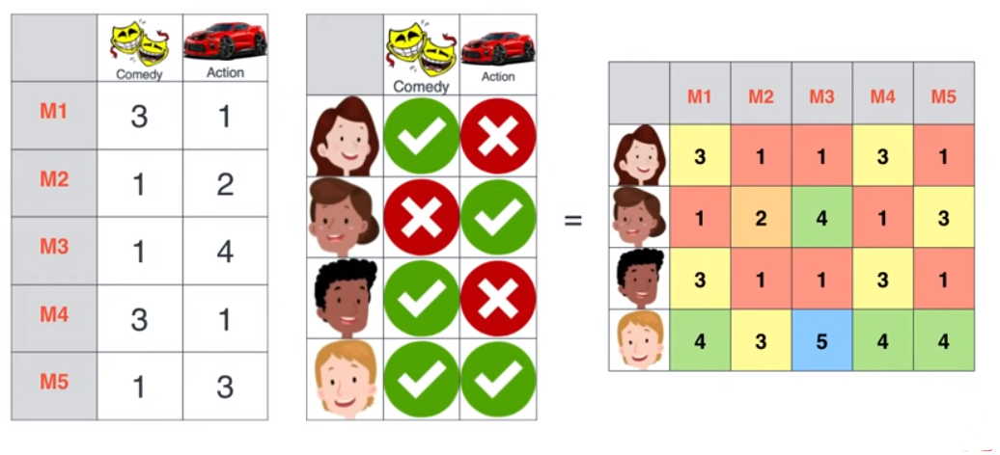 Comedy Action
M1 3 1
M2 1 2
M3 1 4
M4 3 1
M5 1 3
Comedy Action
=
M1 M2 M3 M4 M5
3 1 1 3 1
1 2 4 1 3
3 1 1 3 1
4 3 5 4 4